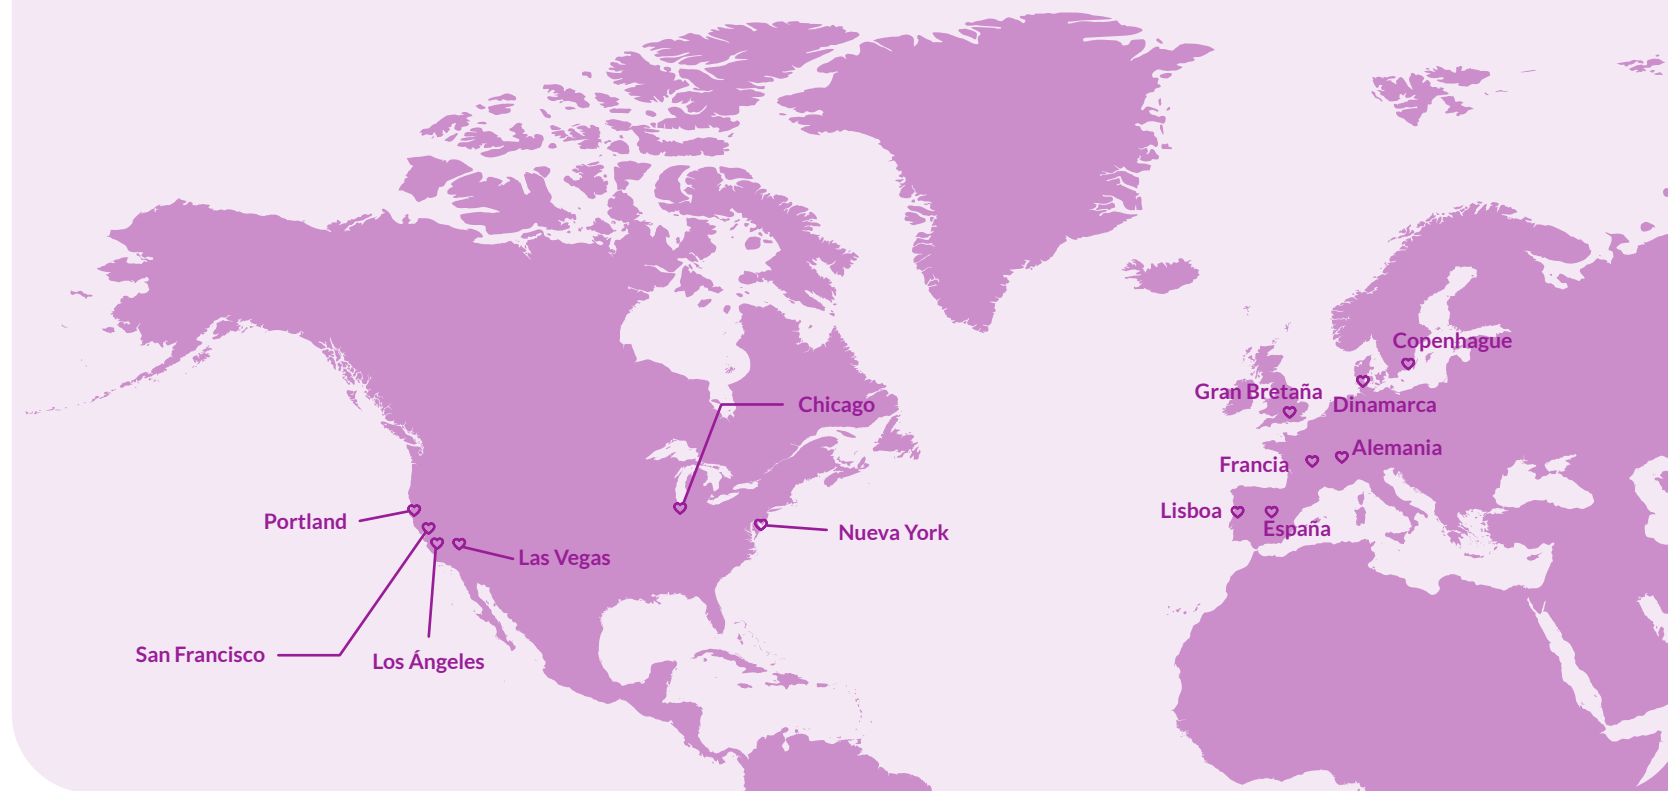 Copenhague
Gran Bretaña
Dinamarca
Chicago
Alemania
Francia
Lisboa
España
Portland
Nueva York
Las Vegas
San Francisco
Los Ángeles